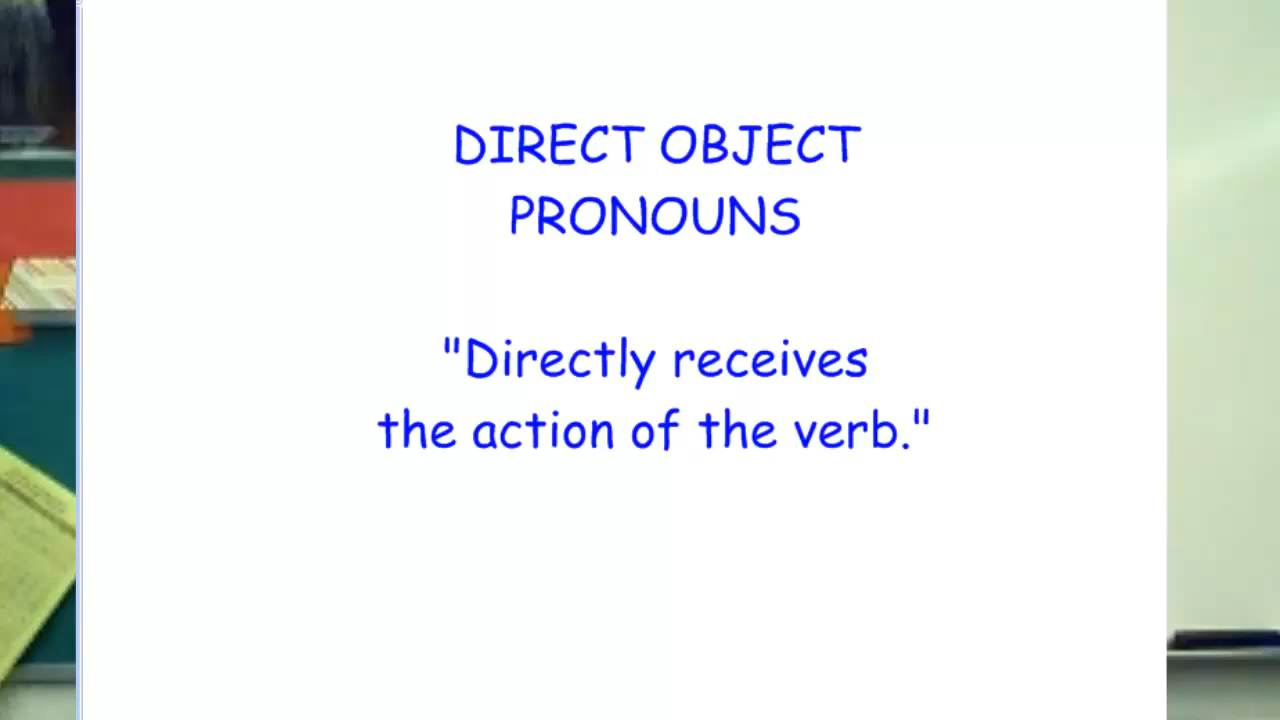 DIRECT OBJECT
PRONOUNS
"Directly receives
the action of the verb."